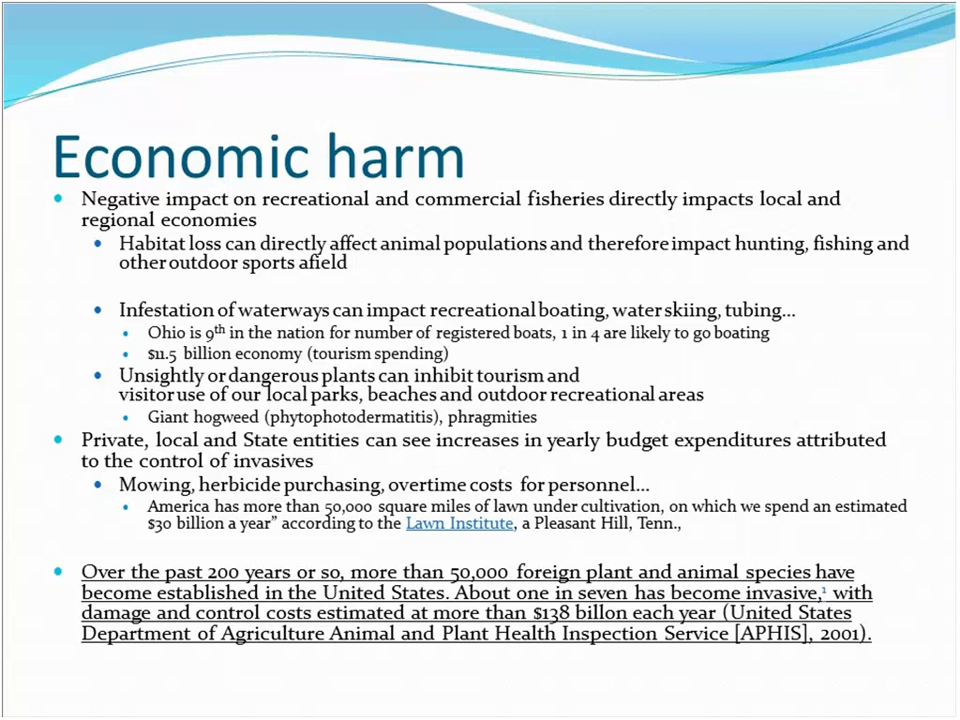 Economic harm
Negative impact on recreational and commercial fisheries directly impacts local and
regional economies
Habitat loss can directly affect animal populations and therefore impact hunting, fishing and
other outdoor sports afield
Infestation of waterways can impact recreational boating, water skiing, tubing...
Ohio is 9th in the nation for number of registered boats, 1 in 4 are likely to go boating
$11.5 billion economy (tourism spending)
Unsightly or dangerous plants can inhibit tourism and
visitor use of our local parks, beaches and outdoor recreational areas
Giant hogweed (phytophotodermatitis), phragmities
Private, local and State entities can see increases in yearly budget expenditures attributed
to the control of invasives
Mowing, herbicide purchasing, overtime costs for personnel...
America has more than 50,000 square miles of lawn under cultivation, on which we spend an estimated
$30 billion a year” according to the Lawn Institute, a Pleasant Hill, Tenn.,
Over the past 200 years or so, more than 50,000 foreign plant and animal species have
become established in the United States. About one in seven has become invasive,1 with
damage and control costs estimated at more than $138 billon each year (United States
Department of Agriculture Animal and Plant Health Inspection Service [APHIS], 2001).